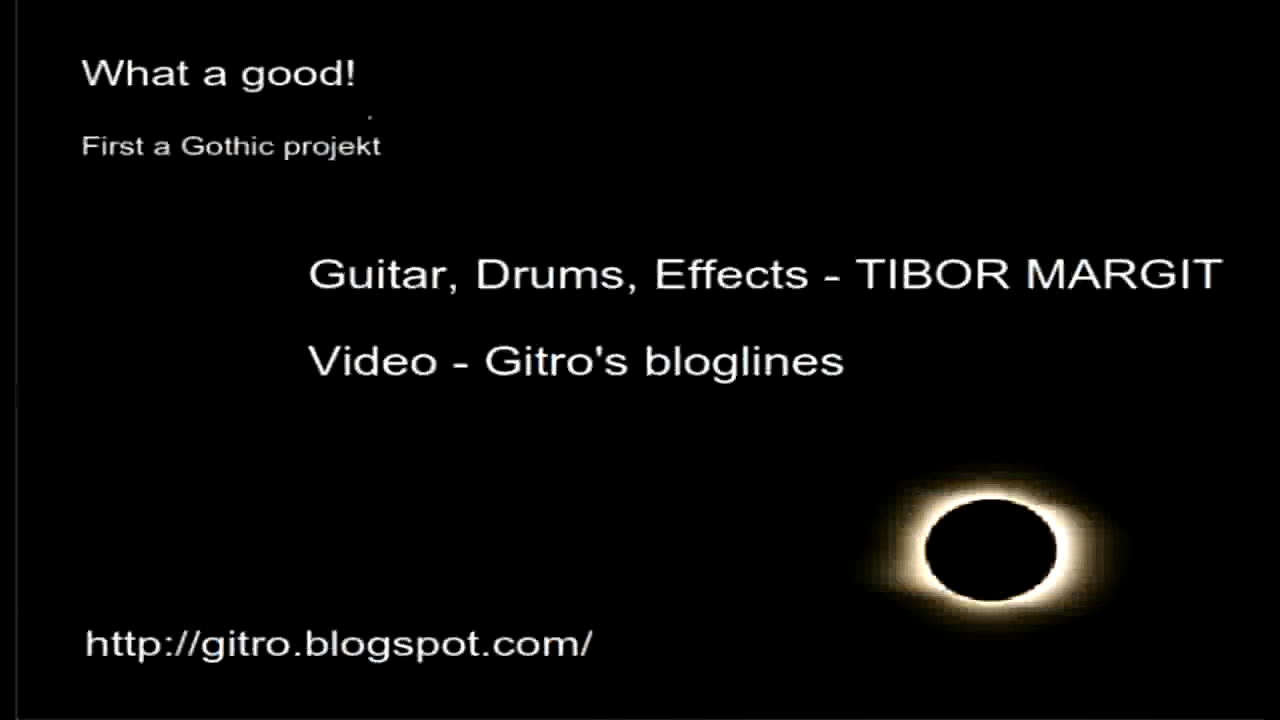 What a good!
First a Gothic projekt
Guitar, Drums, Effects - TIBOR MARGIT
Video - Gitro's bloglines
http://gitro.blogspot.com/